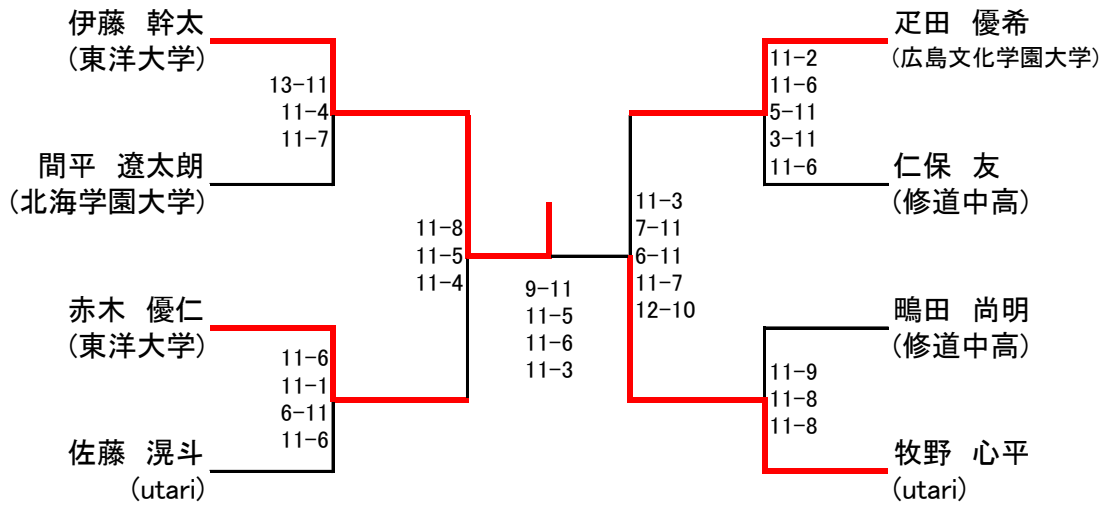 伊藤 幹太
(東洋大学)
13-11
11-4
11-7
間平 遼太朗
(北海学園大学)
11-8
11-5
11-4
赤木 優仁
(東洋大学)
11-6
11-1
6-11
11-6
佐藤 滉斗
(utari)
9-11
11-5
11-6
11-3
疋田 優希
(広島文化学園大学)
11-2
11-6
5-11
3-11
11-6
仁保 友
(修道中高)
11-3
7-11
6-11
11-7
12-10
鴫田 尚明
(修道中高)
11-9
11-8
11-8
牧野 心平
(utari)